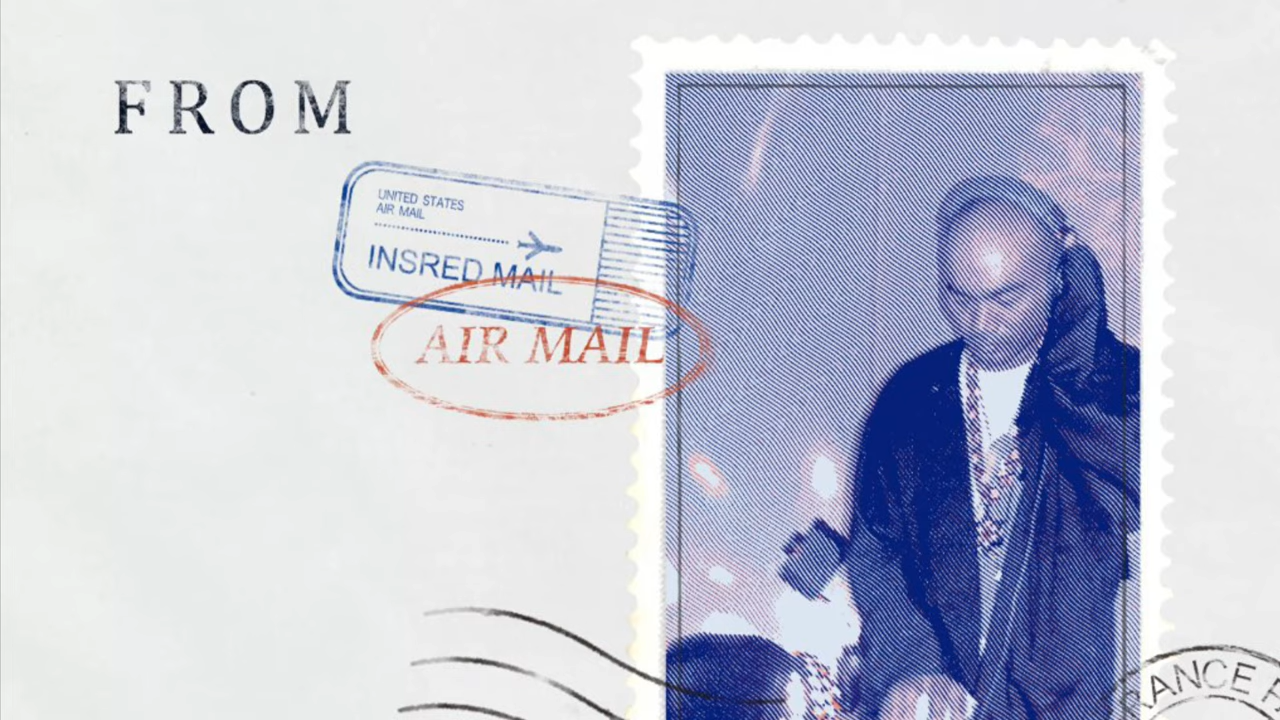 FROM
UNITED STATES
AIR MAIL
INSRED MAIL
AIR MAIL
ANCE